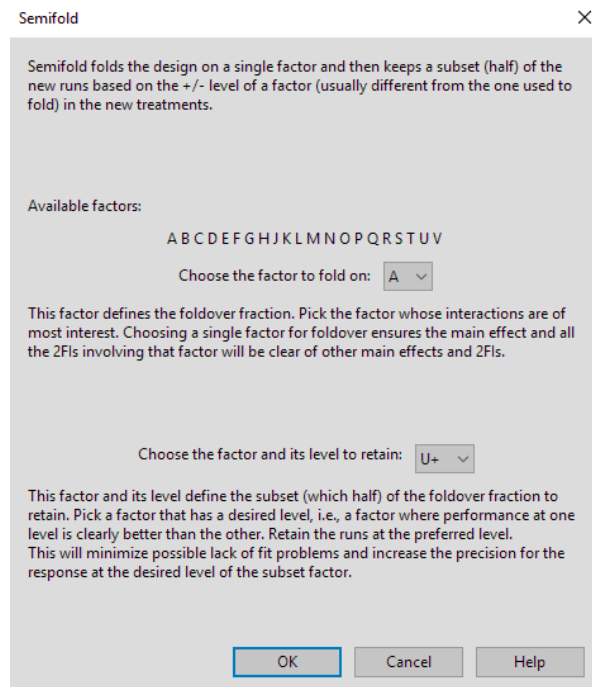 Semifold
Semifold folds the design on a single factor and then keeps a subset (half) of the
new runs based on the +/- level of a factor (usually different from the one used to
fold) in the new treatments.
Available factors:
A B C D E F G H J K L M N O P Q R S T U V
Choose the factor to fold on: A
This factor defines the foldover fraction. Pick the factor whose interactions are of
most interest. Choosing a single factor for foldover ensures the main effect and all
the 2FIs involving that factor will be clear of other main effects and 2FIs.
Choose the factor and its level to retain: U+
This factor and its level define the subset (which half) of the foldover fraction to
retain. Pick a factor that has a desired level, i.e., a factor where performance at one
level is clearly better than the other. Retain the runs at the preferred level.
This will minimize possible lack of fit problems and increase the precision for the
response at the desired level of the subset factor.
OK Cancel Help